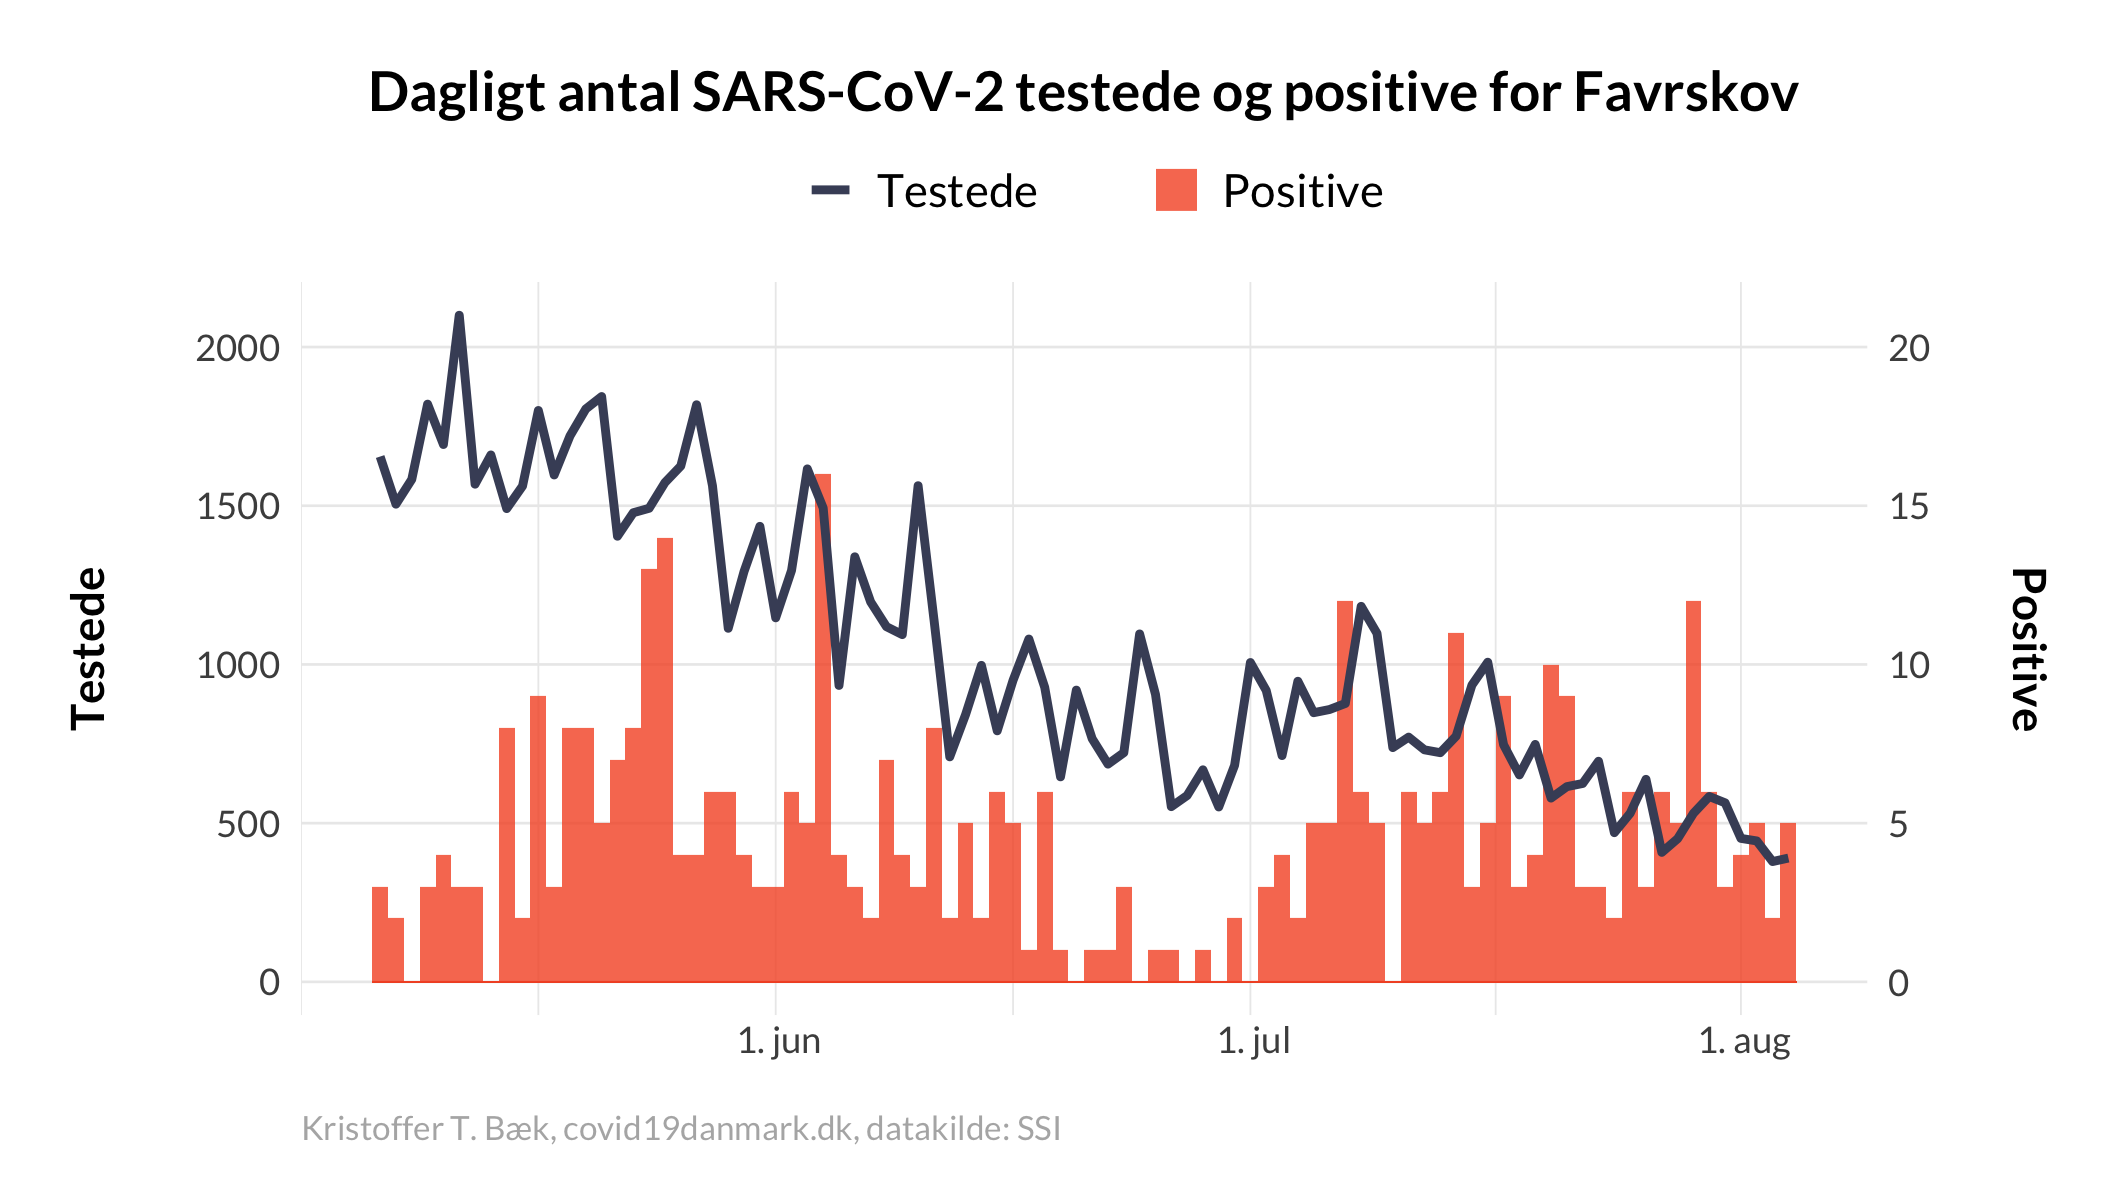 Dagligt antal SARS-CoV-2 testede og positive for Favrskov
Testede
Positive
2000
1500
1000
500
0
Testede
20
15
10
5
0
Positive
1. jun
1. jul
1. aug
Kristoffer T. Bæk, covid19danmark.dk, datakilde: SSI